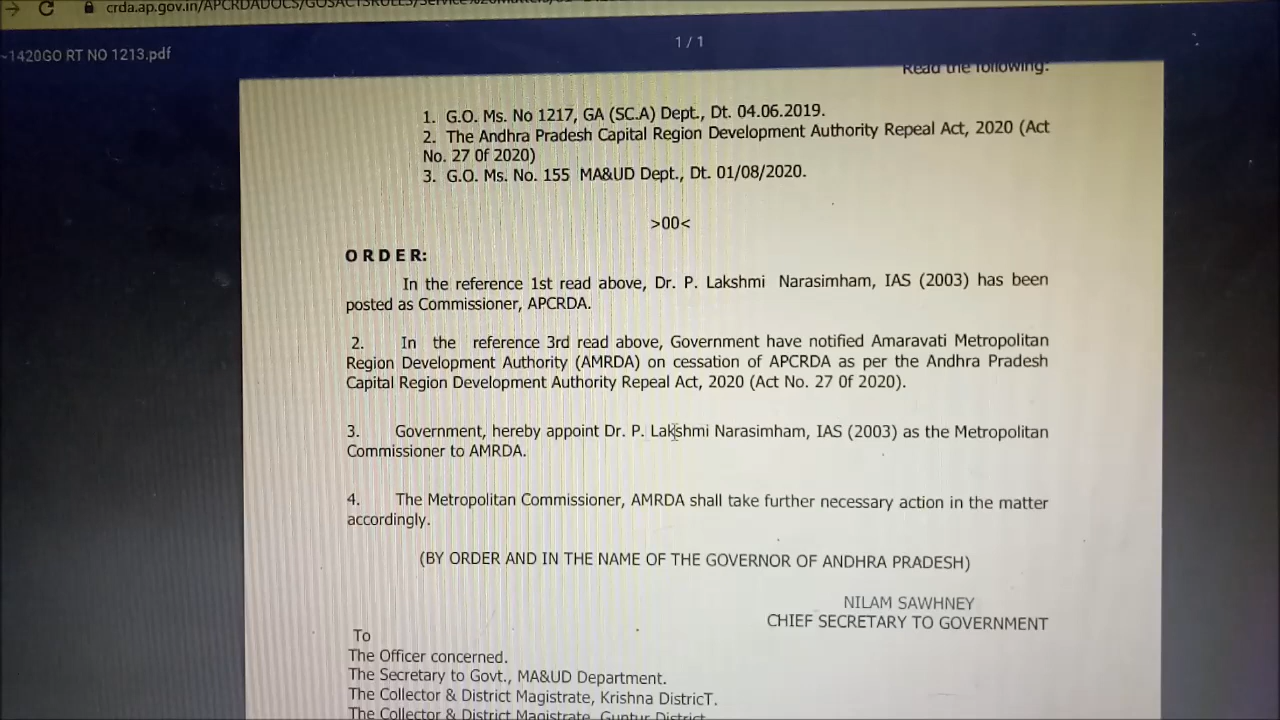 crda.ap.gov.in/APCRDADOCS/GOSACTSRULES/Service%20Matters/
~1420GO RT NO 1213.pdf
1 / 1
Read the following:
1. G.O. Ms. No 1217, GA (SC.A) Dept., Dt. 04.06.2019.
2. The Andhra Pradesh Capital Region Development Authority Repeal Act, 2020 (Act
No. 27 0f 2020)
3. G.O. Ms. No. 155 MA&UD Dept., Dt. 01/08/2020.
>00<
O R D E R:
In the reference 1st read above, Dr. P. Lakshmi Narasimham, IAS (2003) has been
posted as Commissioner, APCRDA.
2. In the reference 3rd read above, Government have notified Amaravati Metropolitan
Region Development Authority (AMRDA) on cessation of APCRDA as per the Andhra Pradesh
Capital Region Development Authority Repeal Act, 2020 (Act No. 27 0f 2020).
3. Government, hereby appoint Dr. P. Lakshmi Narasimham, IAS (2003) as the Metropolitan
Commissioner to AMRDA.
4. The Metropolitan Commissioner, AMRDA shall take further necessary action in the matter
accordingly.
(BY ORDER AND IN THE NAME OF THE GOVERNOR OF ANDHRA PRADESH)
NILAM SAWHNEY
CHIEF SECRETARY TO GOVERNMENT
To
The Officer concerned.
The Secretary to Govt., MA&UD Department.
The Collector & District Magistrate, Krishna DistricT.
The Collector & District Magistrate, Guntur District